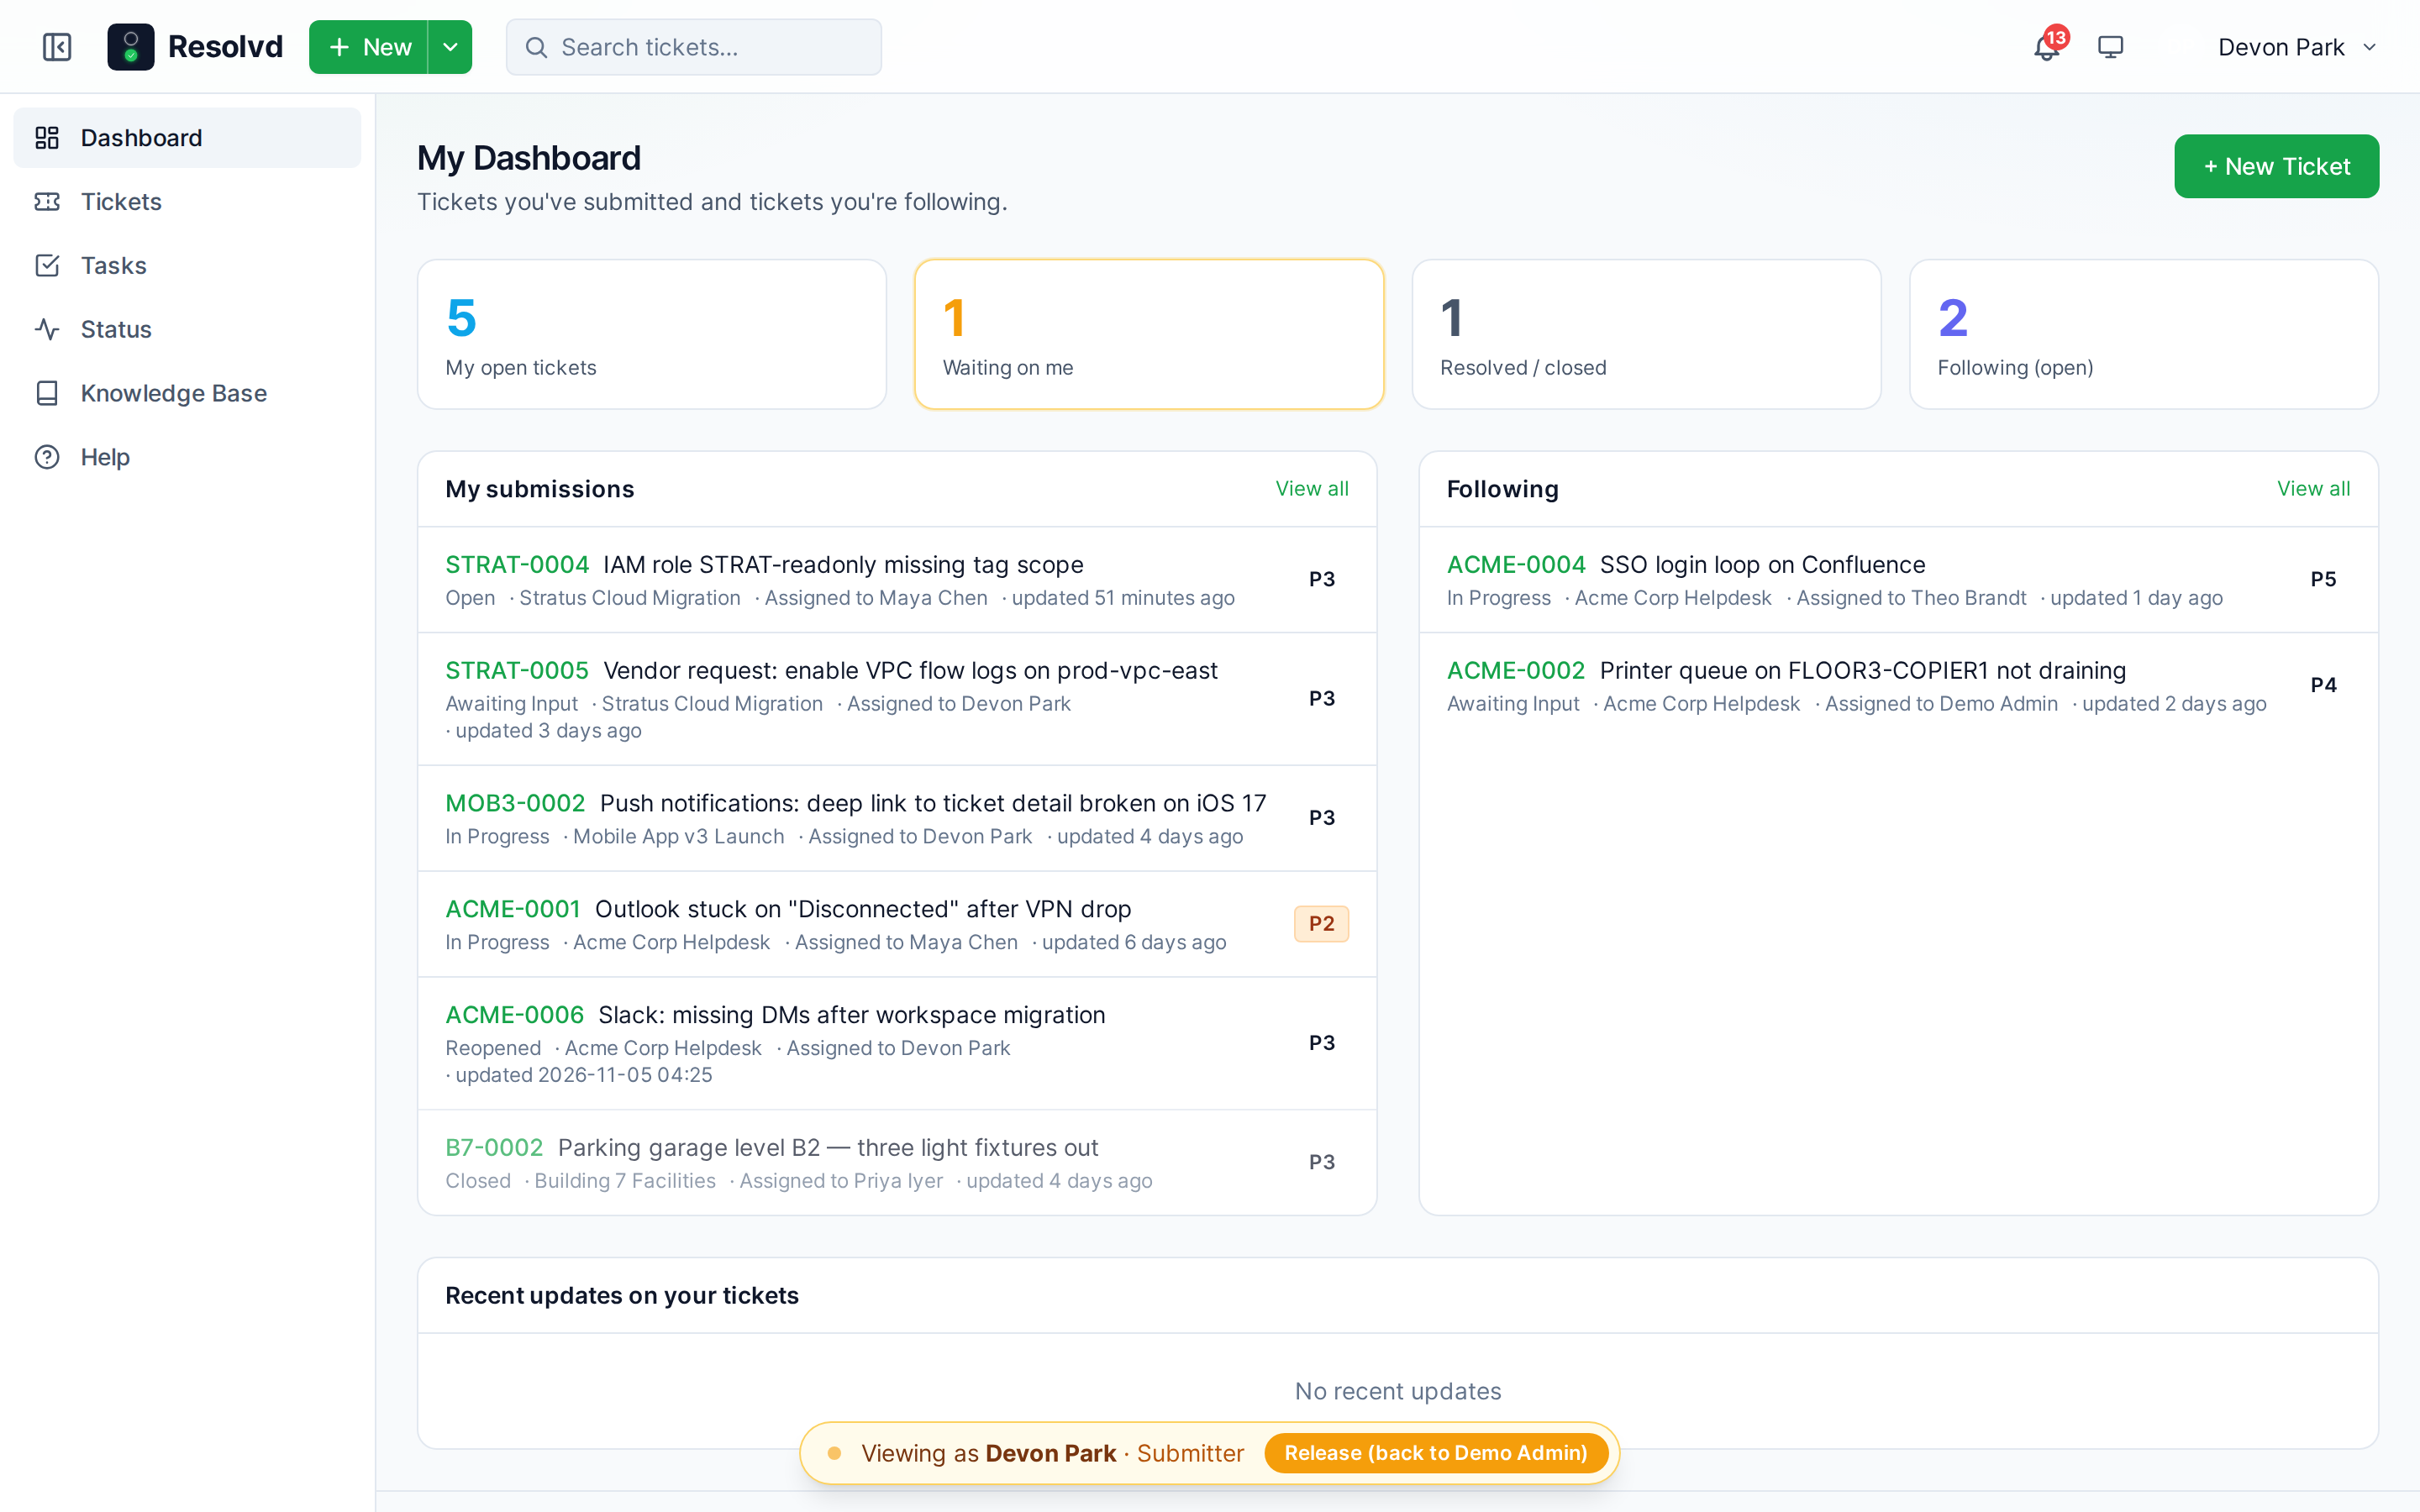 Resolvd
New
Search tickets...
13
Devon Park
Dashboard
Tickets
Tasks
Status
Knowledge Base
Help
My Dashboard
Tickets you've submitted and tickets you're following.
+ New Ticket
5
My open tickets
1
Waiting on me
1
Resolved / closed
2
Following (open)
My submissions
View all
STRAT-0004 IAM role STRAT-readonly missing tag scope
Open · Stratus Cloud Migration · Assigned to Maya Chen · updated 51 minutes ago
P3
STRAT-0005 Vendor request: enable VPC flow logs on prod-vpc-east
Awaiting Input · Stratus Cloud Migration · Assigned to Devon Park
· updated 3 days ago
P3
MOB3-0002 Push notifications: deep link to ticket detail broken on iOS 17
In Progress · Mobile App v3 Launch · Assigned to Devon Park · updated 4 days ago
P3
ACME-0001 Outlook stuck on "Disconnected" after VPN drop
In Progress · Acme Corp Helpdesk · Assigned to Maya Chen · updated 6 days ago
P2
ACME-0006 Slack: missing DMs after workspace migration
Reopened · Acme Corp Helpdesk · Assigned to Devon Park
· updated 2026-11-05 04:25
P3
B7-0002 Parking garage level B2 — three light fixtures out
Closed · Building 7 Facilities · Assigned to Priya Iyer · updated 4 days ago
P3
Following
View all
ACME-0004 SSO login loop on Confluence
In Progress · Acme Corp Helpdesk · Assigned to Theo Brandt · updated 1 day ago
P5
ACME-0002 Printer queue on FLOOR3-COPIER1 not draining
Awaiting Input · Acme Corp Helpdesk · Assigned to Demo Admin · updated 2 days ago
P4
Recent updates on your tickets
No recent updates
Viewing as Devon Park · Submitter
Release (back to Demo Admin)